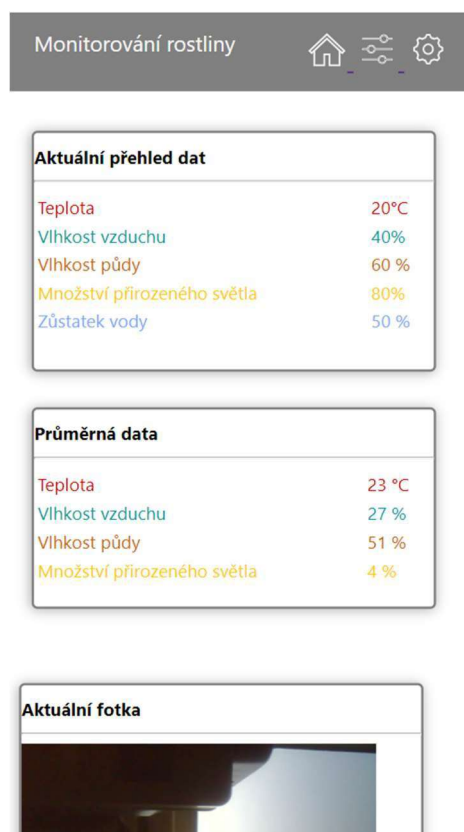 Monitorování rostliny
Aktuální přehled dat
Teplota 20°C
Vlhkost vzduchu 40%
Vlhkost půdy 60 %
Množství přirozeného světla 80%
Zůstatek vody 50 %
Průměrná data
Teplota 23 °C
Vlhkost vzduchu 27 %
Vlhkost půdy 51 %
Množství přirozeného světla 4 %
Aktuální fotka